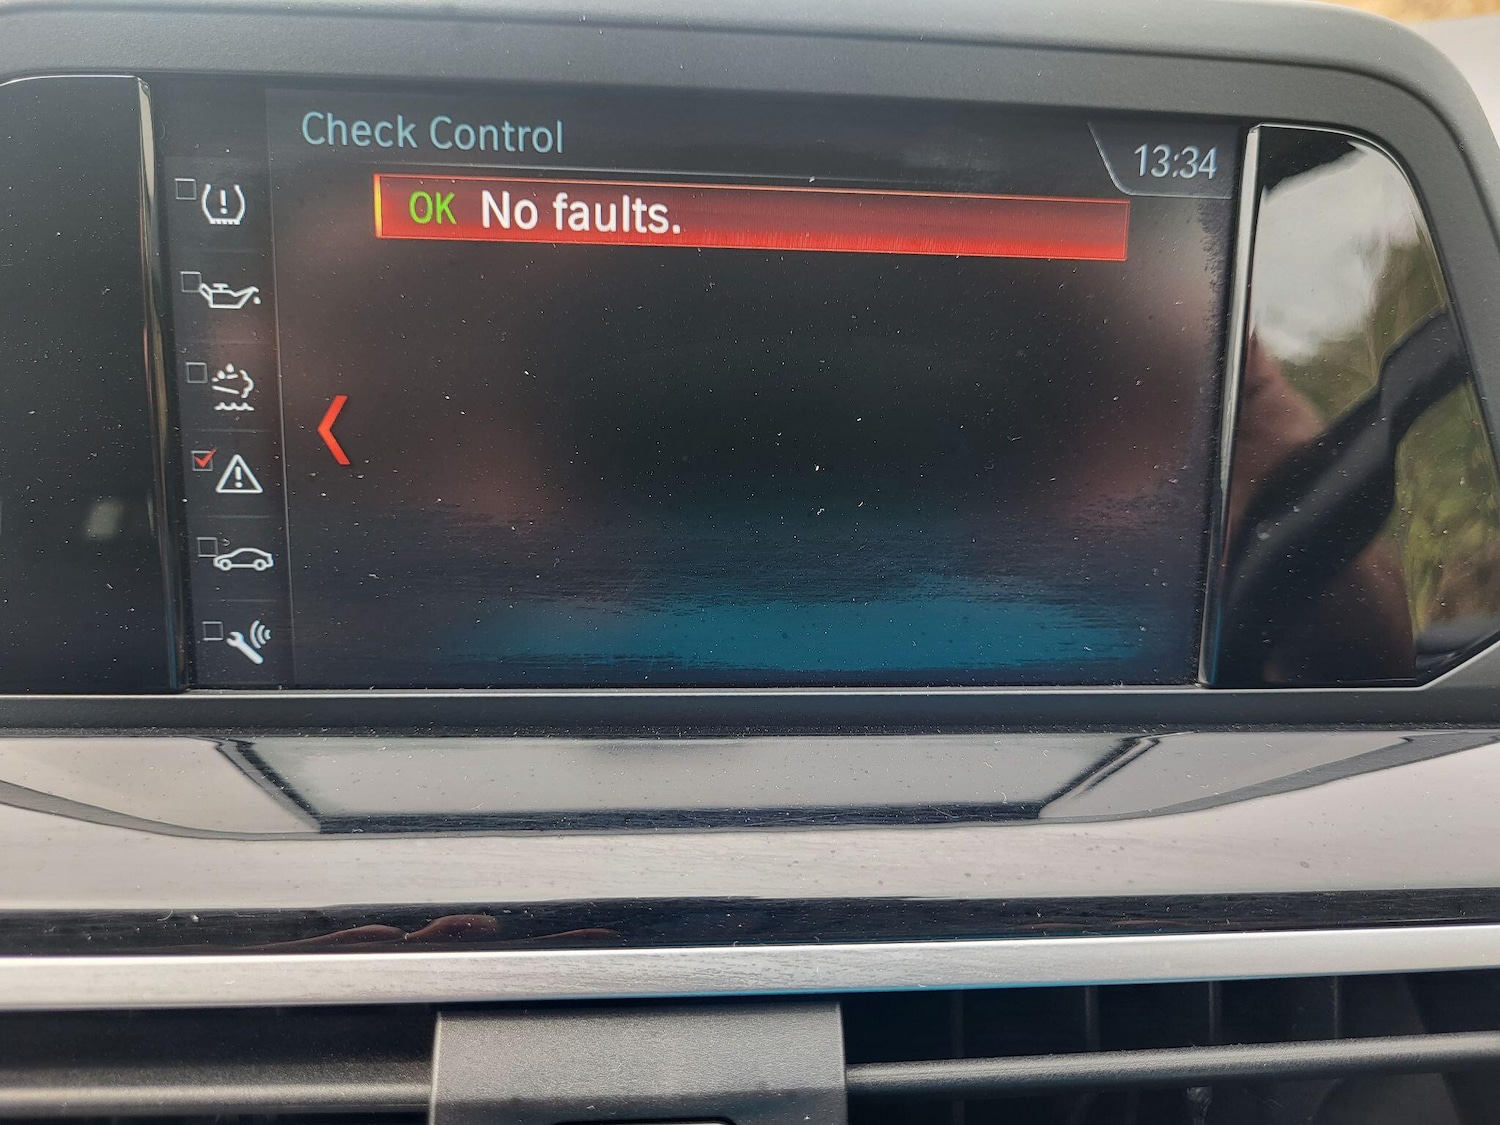 Check Control
13:34
OK No faults.